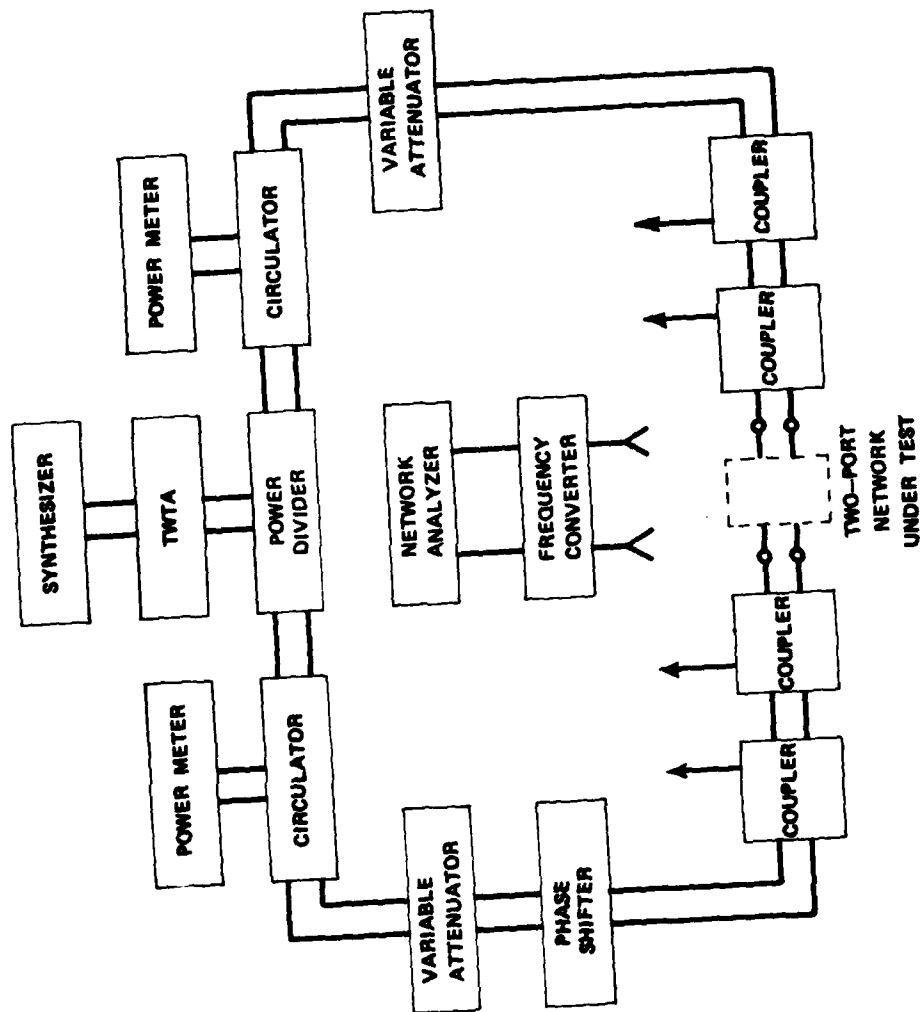 SYNTHESIZER
POWER METER
TWTA
POWER METER
CIRCULATOR
POWER
DIVIDER
CIRCULATOR
VARIABLE
ATTENUATOR
NETWORK
ANALYZER
VARIABLE
ATTENUATOR
PHASE
SHIFTER
FREQUENCY
CONVERTER
COUPLER
COUPLER
COUPLER
COUPLER
TWO-PORT
NETWORK
UNDER TEST